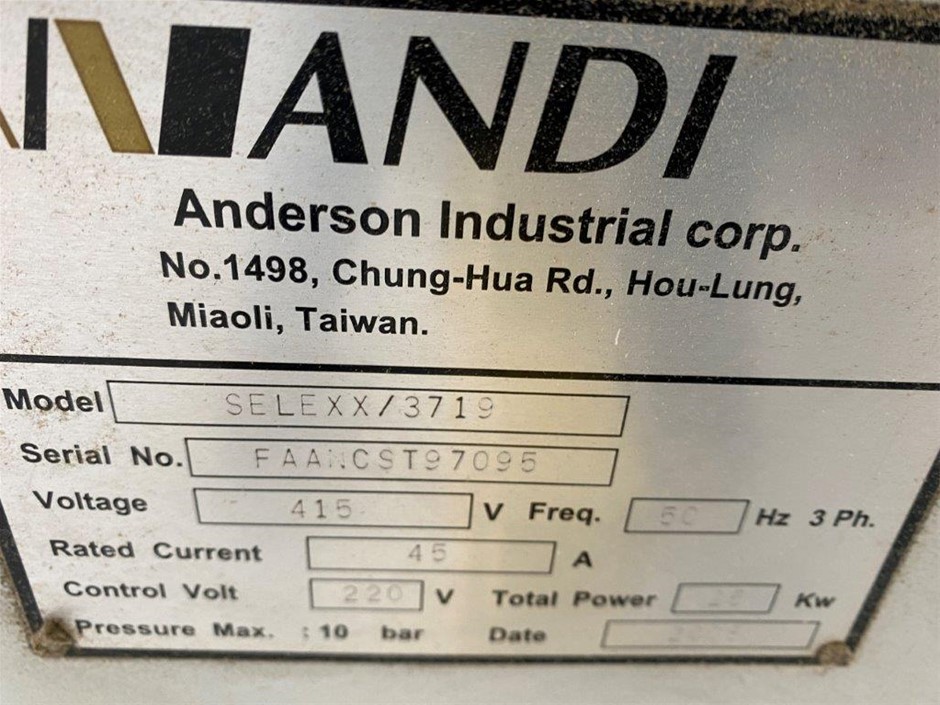 ANDI
Anderson Industrial corp.
No.1498, Chung-Hua Rd., Hou-Lung,
Miaoli, Taiwan.
Model SELEXX/3719
Serial No. FAANCST97095
Voltage 415 V Freq. 50 Hz 3 Ph.
Rated Current 45 A
Control Volt 220 V Total Power Kw
Pressure Max. : 10 bar Date